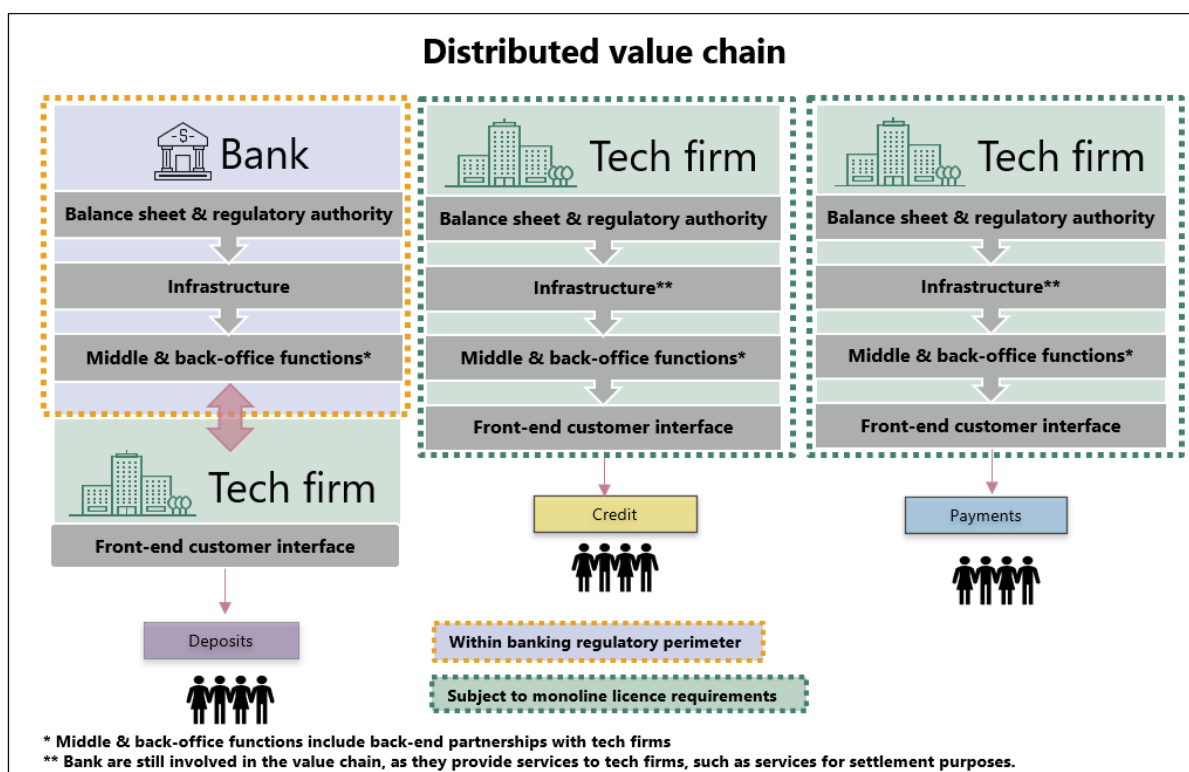 Distributed value chain
-$-
Bank
Balance sheet & regulatory authority
Infrastructure
Middle & back-office functions*
Tech firm
Front-end customer interface
Deposits
Tech firm
Balance sheet & regulatory authority
Infrastructure**
Middle & back-office functions*
Front-end customer interface
Credit
Tech firm
Balance sheet & regulatory authority
Infrastructure**
Middle & back-office functions*
Front-end customer interface
Payments
Within banking regulatory perimeter
Subject to monoline licence requirements
* Middle & back-office functions include back-end partnerships with tech firms
** Bank are still involved in the value chain, as they provide services to tech firms, such as services for settlement purposes.